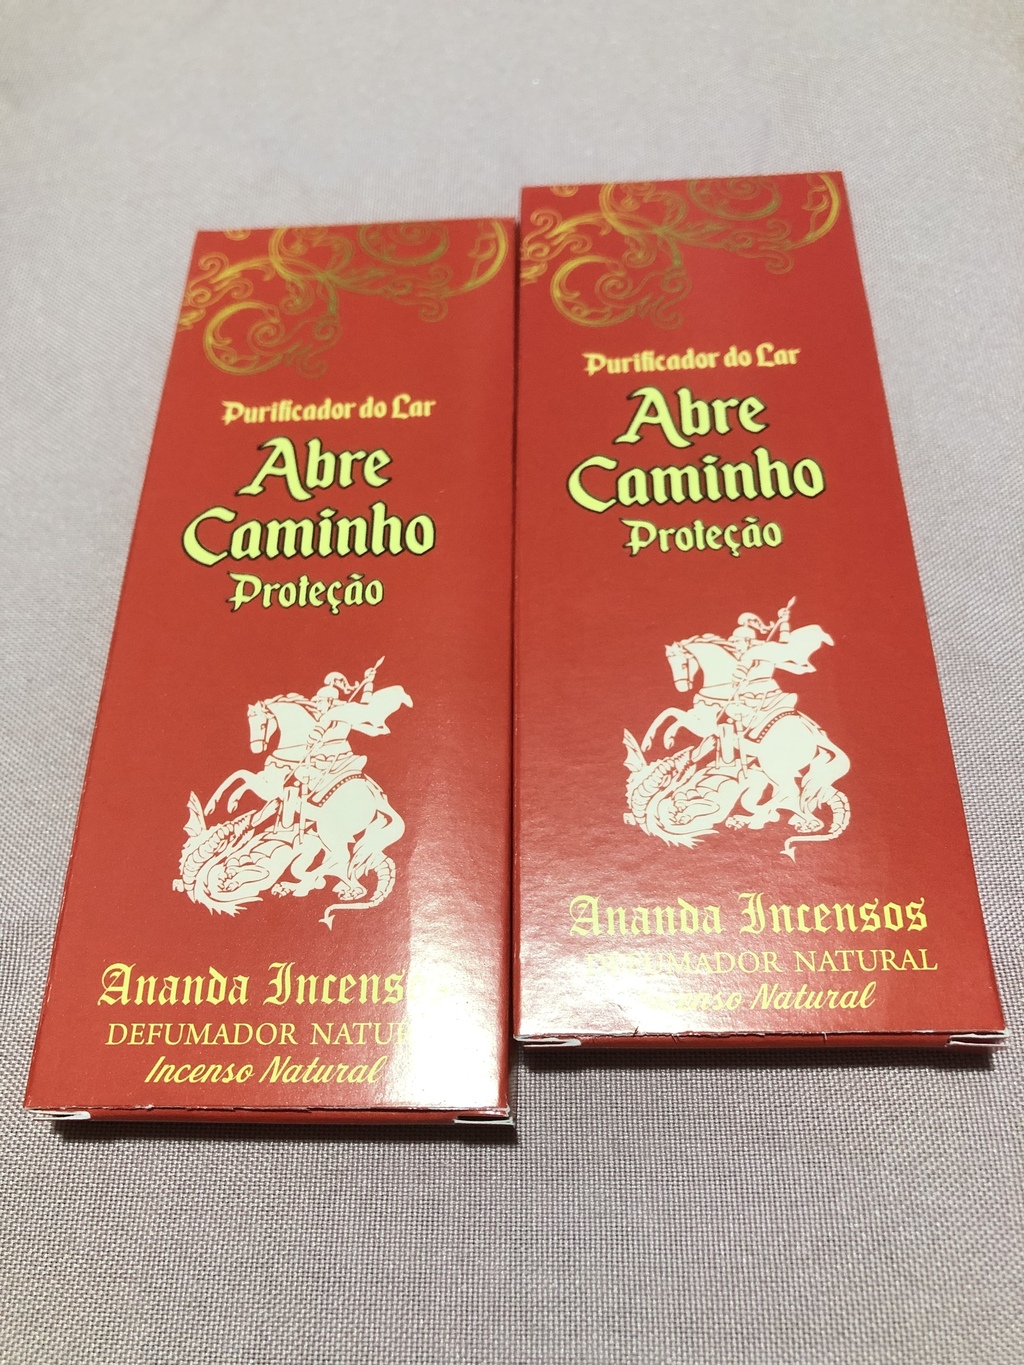 Purificador do Lar
Abre
Caminho
Proteção
Ananda Incensos
DEFUMADOR NATURAL
Incenso Natural
Purificador do Lar
Abre
Caminho
Proteção
Ananda Incensos
DEFUMADOR NATURAL
Incenso Natural